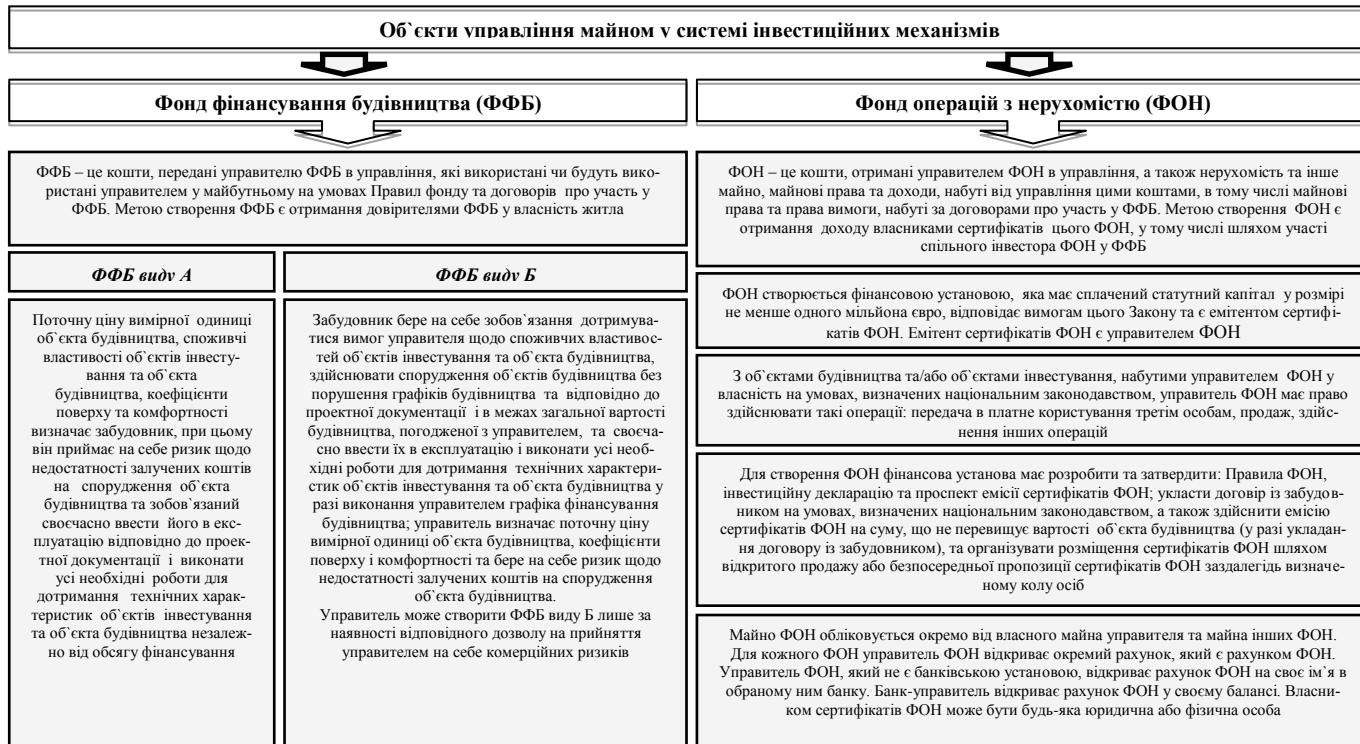 Об`єкти управління майном у системі інвестиційних механізмів
Фонд фінансування будівництва (ФФБ)
ФФБ – це кошти, передані управителю ФФБ в управління, які використані чи будуть вико-
ристані управителем у майбутньому на умовах Правил фонду та договорів про участь у
ФФБ. Метою створення ФФБ є отримання довірителями ФФБ у власність житла
ФФБ виду А
Поточну ціну вимірної одиниці
об`єкта будівництва, споживчі
властивості об`єктів інвесту-
вання та об`єкта
будівництва, коефіцієнти
поверху та комфортності
визначає забудовник, при цьому
він приймає на себе ризик щодо
недостатності залучених коштів
на спорудження об`єкта
будівництва та зобов`язаний
своєчасно ввести його в екс-
плуатацію відповідно до проек-
тної документації і виконати
усі необхідні роботи для
дотримання технічних харак-
теристик об`єктів інвестування
та об`єкта будівництва незалеж-
но від обсягу фінансування
ФФБ виду Б
Забудовник бере на себе зобов`язання дотримува-
тися вимог управителя щодо споживчих властивос-
тей об`єктів інвестування та об`єкта будівництва,
здійснювати спорудження об`єктів будівництва без
порушення графіків будівництва та відповідно до
проектної документації і в межах загальної вартості
будівництва, погодженої з управителем, та своєча-
сно ввести їх в експлуатацію і виконати усі необ-
хідні роботи для дотримання технічних характери-
стик об`єктів інвестування та об`єкта будівництва у
разі виконання управителем графіка фінансування
будівництва; управитель визначає поточну ціну
вимірної одиниці об`єкта будівництва, коефіцієнти
поверху і комфортності та бере на себе ризик щодо
недостатності залучених коштів на спорудження
об`єкта будівництва.
Управитель може створити ФФБ виду Б лише за
наявності відповідного дозволу на прийняття
управителем на себе комерційних ризиків
Фонд операцій з нерухомістю (ФОН)
ФОН – це кошти, отримані управителем ФОН в управління, а також нерухомість та інше
майно, майнові права та доходи, набуті від управління цими коштами, в тому числі майнові
права та права вимоги, набуті за договорами про участь у ФФБ. Метою створення ФОН є
отримання доходу власниками сертифікатів цього ФОН, у тому числі шляхом участі
спільного інвестора ФОН у ФФБ
ФОН створюється фінансовою установою, яка має сплачений статутний капітал у розмірі
не менше одного мільйона євро, відповідає вимогам цього Закону та є емітентом сертифі-
катів ФОН. Емітент сертифікатів ФОН є управителем ФОН
З об`єктами будівництва та/або об`єктами інвестування, набутими управителем ФОН у
власність на умовах, визначених національним законодавством, управитель ФОН має право
здійснювати такі операції: передача в платне користування третім особам, продаж, здійс-
нення інших операцій
Для створення ФОН фінансова установа має розробити та затвердити: Правила ФОН,
інвестиційну декларацію та проспект емісії сертифікатів ФОН; укласти договір із забудов-
ником на умовах, визначених національним законодавством, а також здійснити емісію
сертифікатів ФОН на суму, що не перевищує вартості об`єкта будівництва (у разі укладан-
ня договору із забудовником), та організувати розміщення сертифікатів ФОН шляхом
відкритого продажу або безпосередньої пропозиції сертифікатів ФОН заздалегідь визначе-
ному колу осіб
Майно ФОН обліковується окремо від власного майна управителя та майна інших ФОН.
Для кожного ФОН управитель ФОН відкриває окремий рахунок, який є рахунком ФОН.
Управитель ФОН, який не є банківською установою, відкриває рахунок ФОН на своє ім`я в
обраному ним банку. Банк-управитель відкриває рахунок ФОН у своєму балансі. Власни-
ком сертифікатів ФОН може бути будь-яка юридична або фізична особа